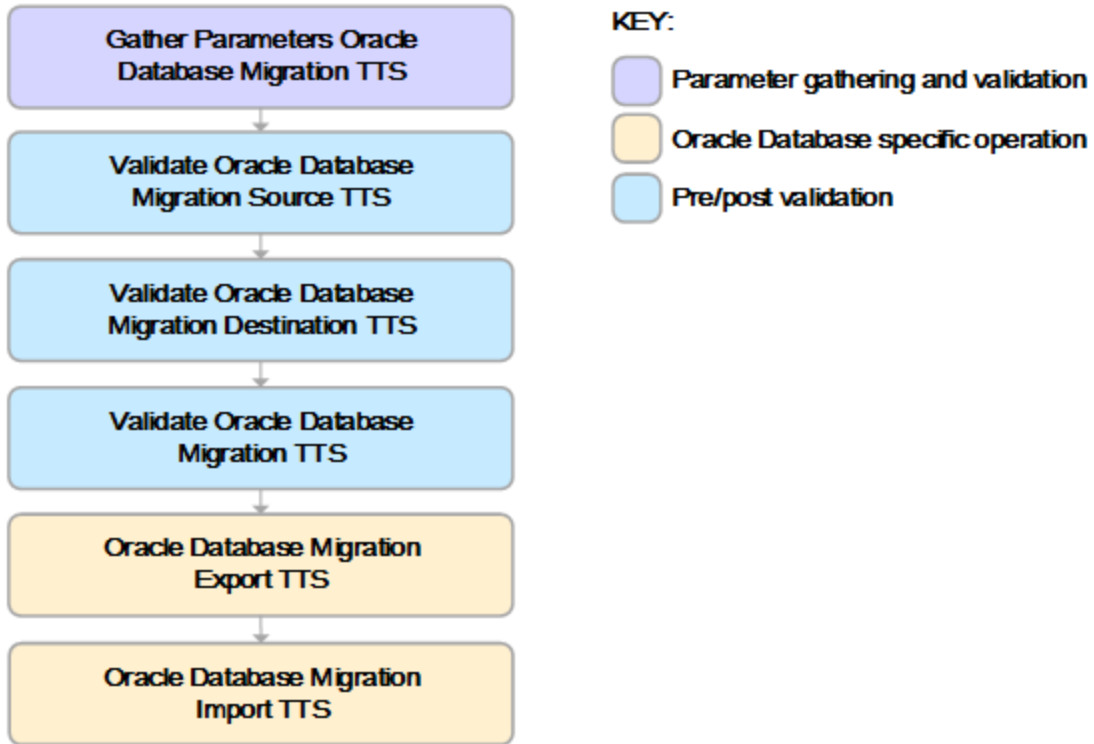 Gather Parameters Oracle
Database Migration TTS
Validate Oracle Database
Migration Source TTS
Validate Oracle Database
Migration Destination TTS
Validate Oracle Database
Migration TTS
Oracle Database Migration
Export TTS
Oracle Database Migration
Import TTS
KEY:
Parameter gathering and validation
Oracle Database specific operation
Pre/post validation